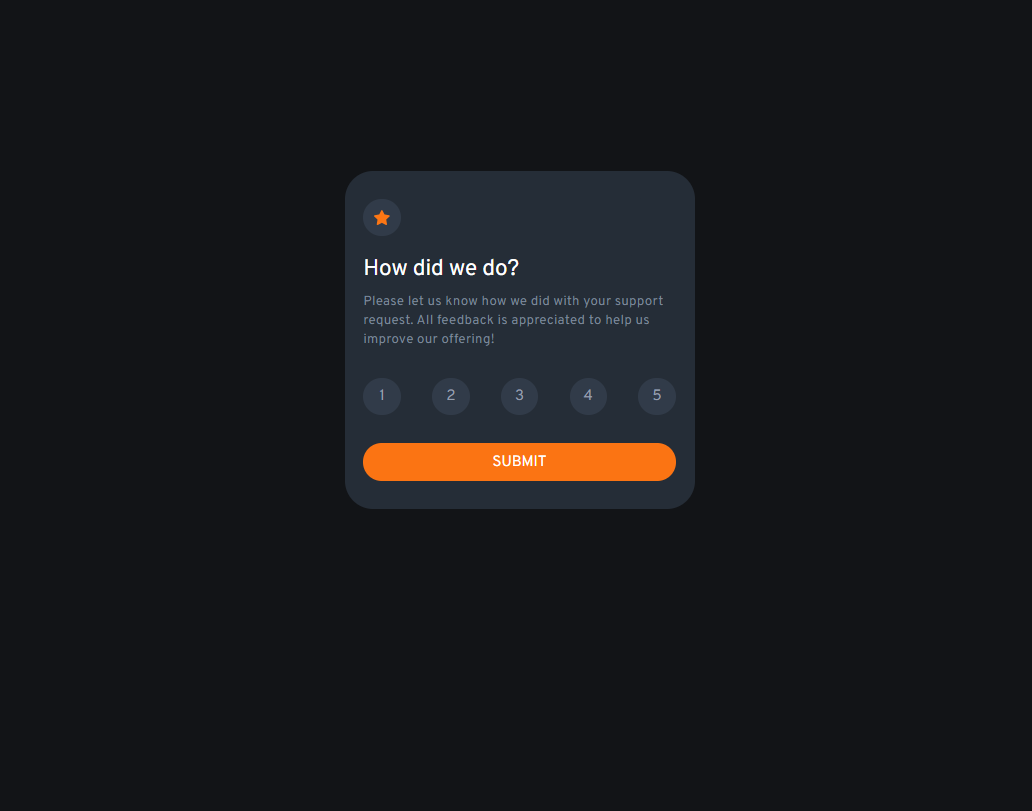 How did we do?
Please let us know how we did with your support
request. All feedback is appreciated to help us
improve our offering!
1 2 3 4 5
SUBMIT